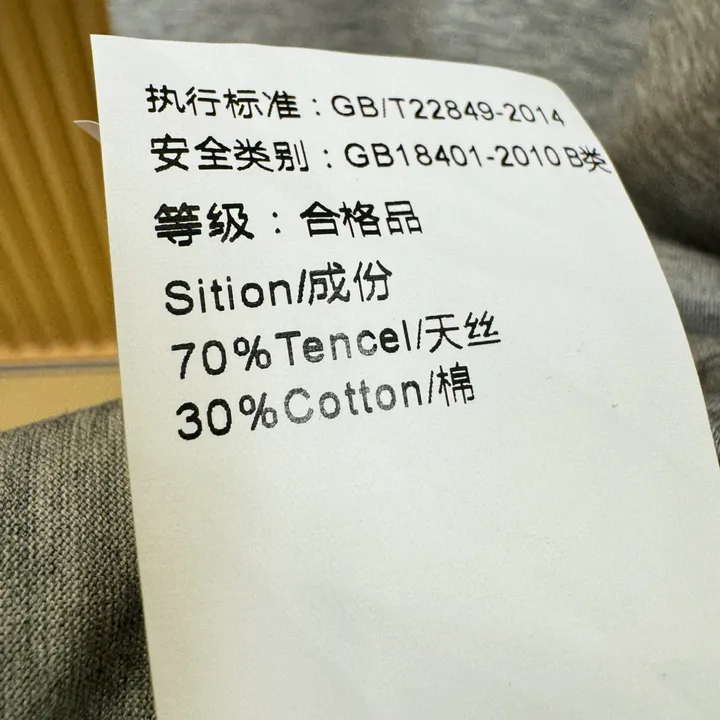 执行标准：GB/T22849-2014
安全类别：GB18401-2010 B类
等级：合格品
Sition/成份
70%Tencel/天丝
30%Cotton/棉